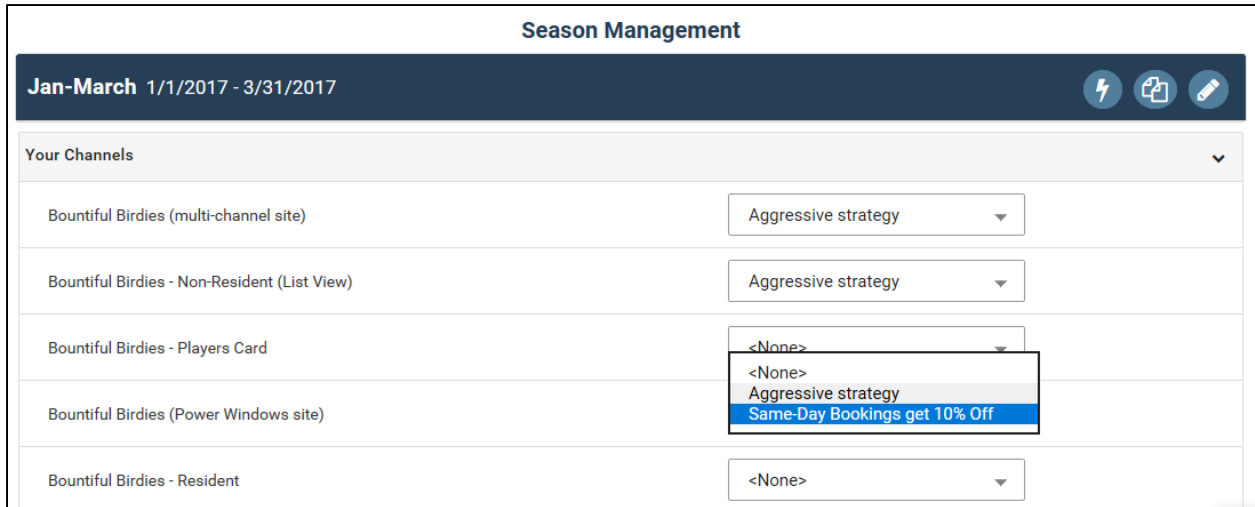 Season Management
Jan-March 1/1/2017 - 3/31/2017
Your Channels
Bountiful Birdies (multi-channel site) Aggressive strategy
Bountiful Birdies - Non-Resident (List View) Aggressive strategy
Bountiful Birdies - Players Card <None>
<None>
Aggressive strategy
Same-Day Bookings get 10% Off
Bountiful Birdies (Power Windows site)
Bountiful Birdies - Resident <None>